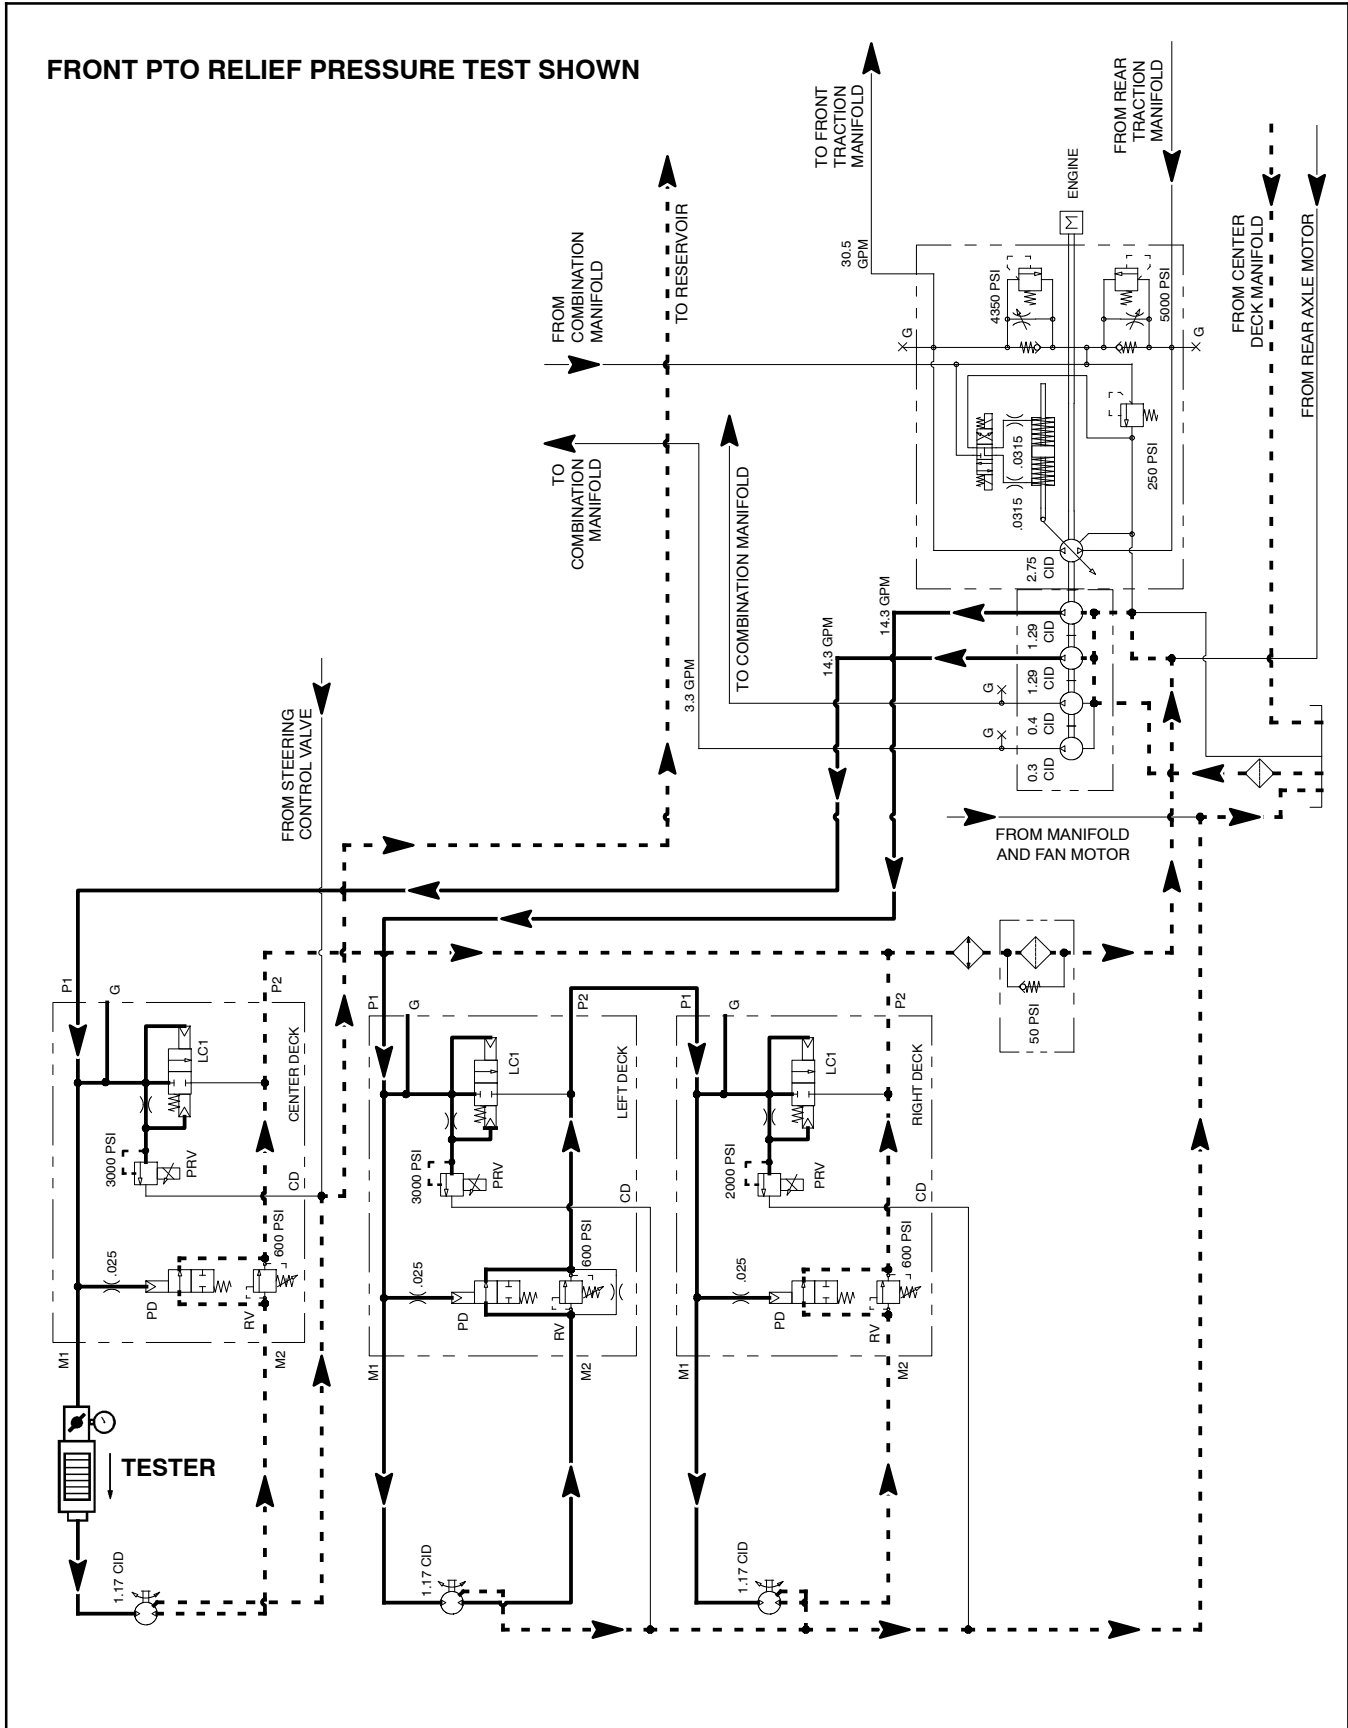 FRONT PTO RELIEF PRESSURE TEST SHOWN
TO FRONT
TRACTION
MANIFOLD
FROM REAR
TRACTION
MANIFOLD
ENGINE
M
30.5
GPM
4350 PSI
5000 PSI
G
G
FROM
COMBINATION
MANIFOLD
TO RESERVOIR
TO
COMBINATION
MANIFOLD
TO COMBINATION MANIFOLD
FROM CENTER
DECK MANIFOLD
FROM REAR AXLE MOTOR
.0315
.0315
250 PSI
2.75
CID
14.3 GPM
14.3 GPM
3.3 GPM
1.29
CID
1.29
CID
0.4
CID
0.3
CID
G
G
FROM STEERING
CONTROL VALVE
FROM MANIFOLD
AND FAN MOTOR
50 PSI
P1
G
P2
LC1
CENTER DECK
3000 PSI
PRV
CD
.025
PD
RV
600 PSI
M1
M2
TESTER
1.17 CID
P1
G
P2
LC1
LEFT DECK
3000 PSI
PRV
CD
.025
PD
RV
600 PSI
M1
M2
1.17 CID
P1
G
P2
LC1
RIGHT DECK
2000 PSI
PRV
CD
.025
PD
RV
600 PSI
M1
M2
1.17 CID